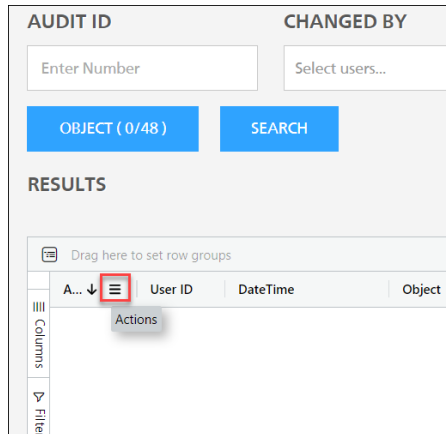 AUDIT ID
CHANGED BY
Enter Number
Select users...
OBJECT ( 0/48 )
SEARCH
RESULTS
Drag here to set row groups
A...
User ID
DateTime
Object
Actions
Columns
Filte